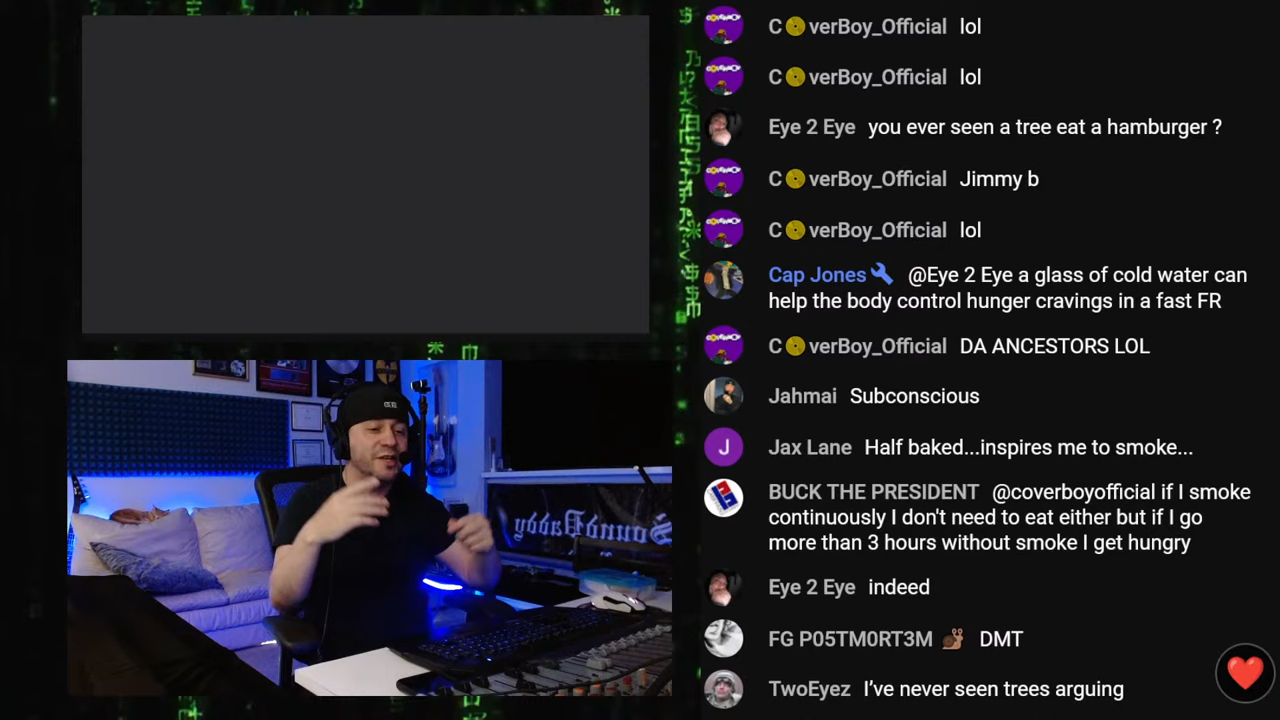 C verBoy_Official lol
C verBoy_Official lol
Eye 2 Eye you ever seen a tree eat a hamburger ?
C verBoy_Official Jimmy b
C verBoy_Official lol
Cap Jones @Eye 2 Eye a glass of cold water can
help the body control hunger cravings in a fast FR
C verBoy_Official DA ANCESTORS LOL
Jahmai Subconscious
J Jax Lane Half baked...inspires me to smoke...
BUCK THE PRESIDENT @coverboyofficial if I smoke
continuously I don't need to eat either but if I go
more than 3 hours without smoke I get hungry
Eye 2 Eye indeed
FG P05TM0RT3M 🐌 DMT
TwoEyez I've never seen trees arguing
SoundDaddy